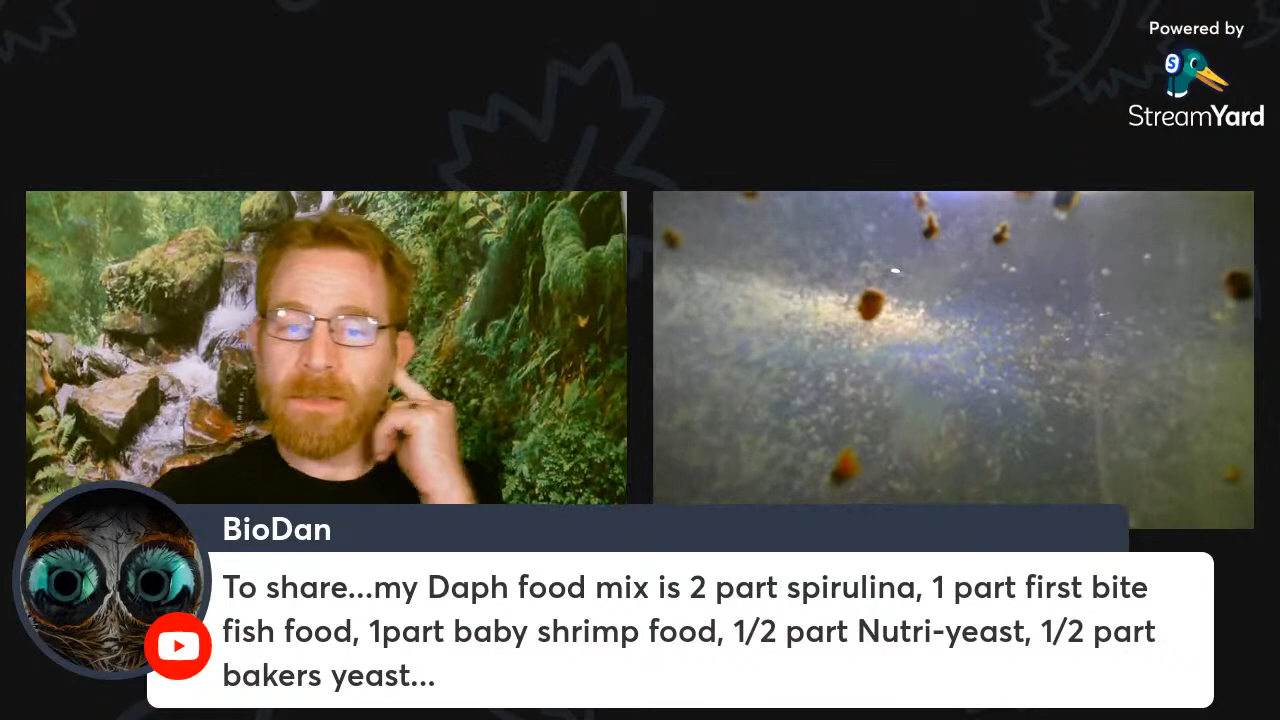 Powered by
S
StreamYard
BioDan
To share...my Daph food mix is 2 part spirulina, 1 part first bite
fish food, 1part baby shrimp food, 1/2 part Nutri-yeast, 1/2 part
bakers yeast...